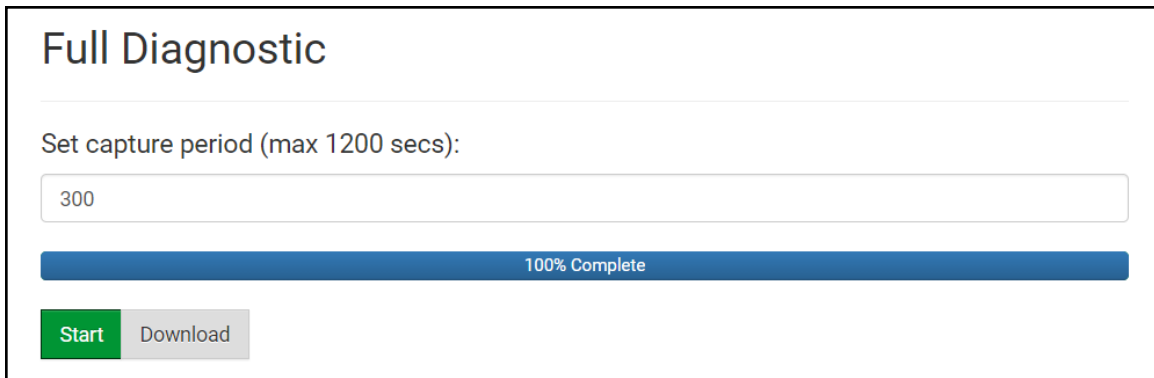 Full Diagnostic
Set capture period (max 1200 secs):
300
100% Complete
Start Download